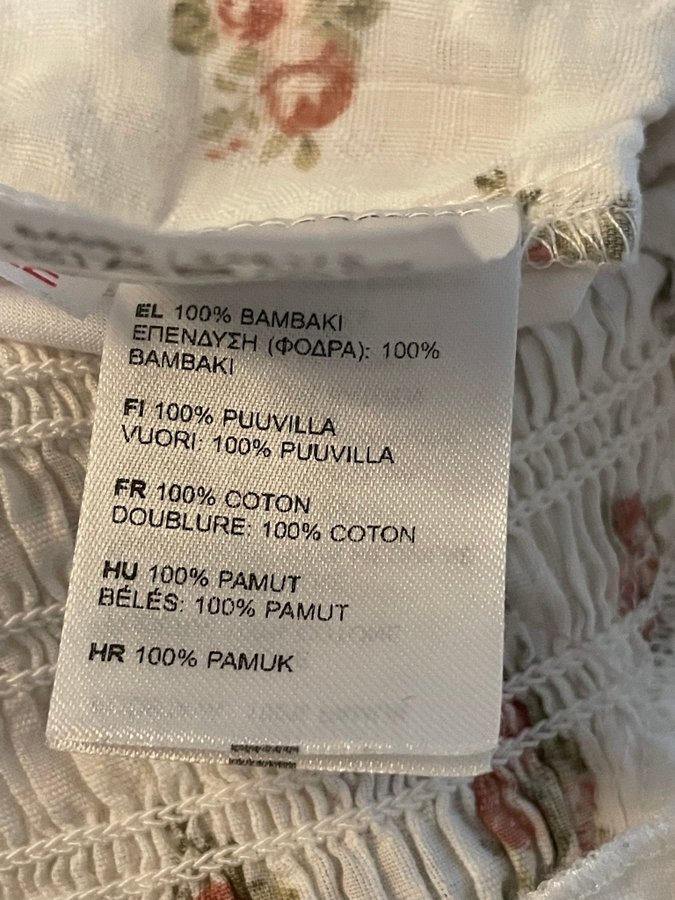 EL 100% ΒΑΜΒΑΚΙ
ΕΠΕΝΔΥΣΗ (ΦΟΔΡΑ): 100%
ΒΑΜΒΑΚΙ
FI 100% PUUVILLA
VUORI: 100% PUUVILLA
FR 100% COTON
DOUBLURE: 100% COTON
HU 100% PAMUT
BÉLÉS: 100% PAMUT
HR 100% PAMUK